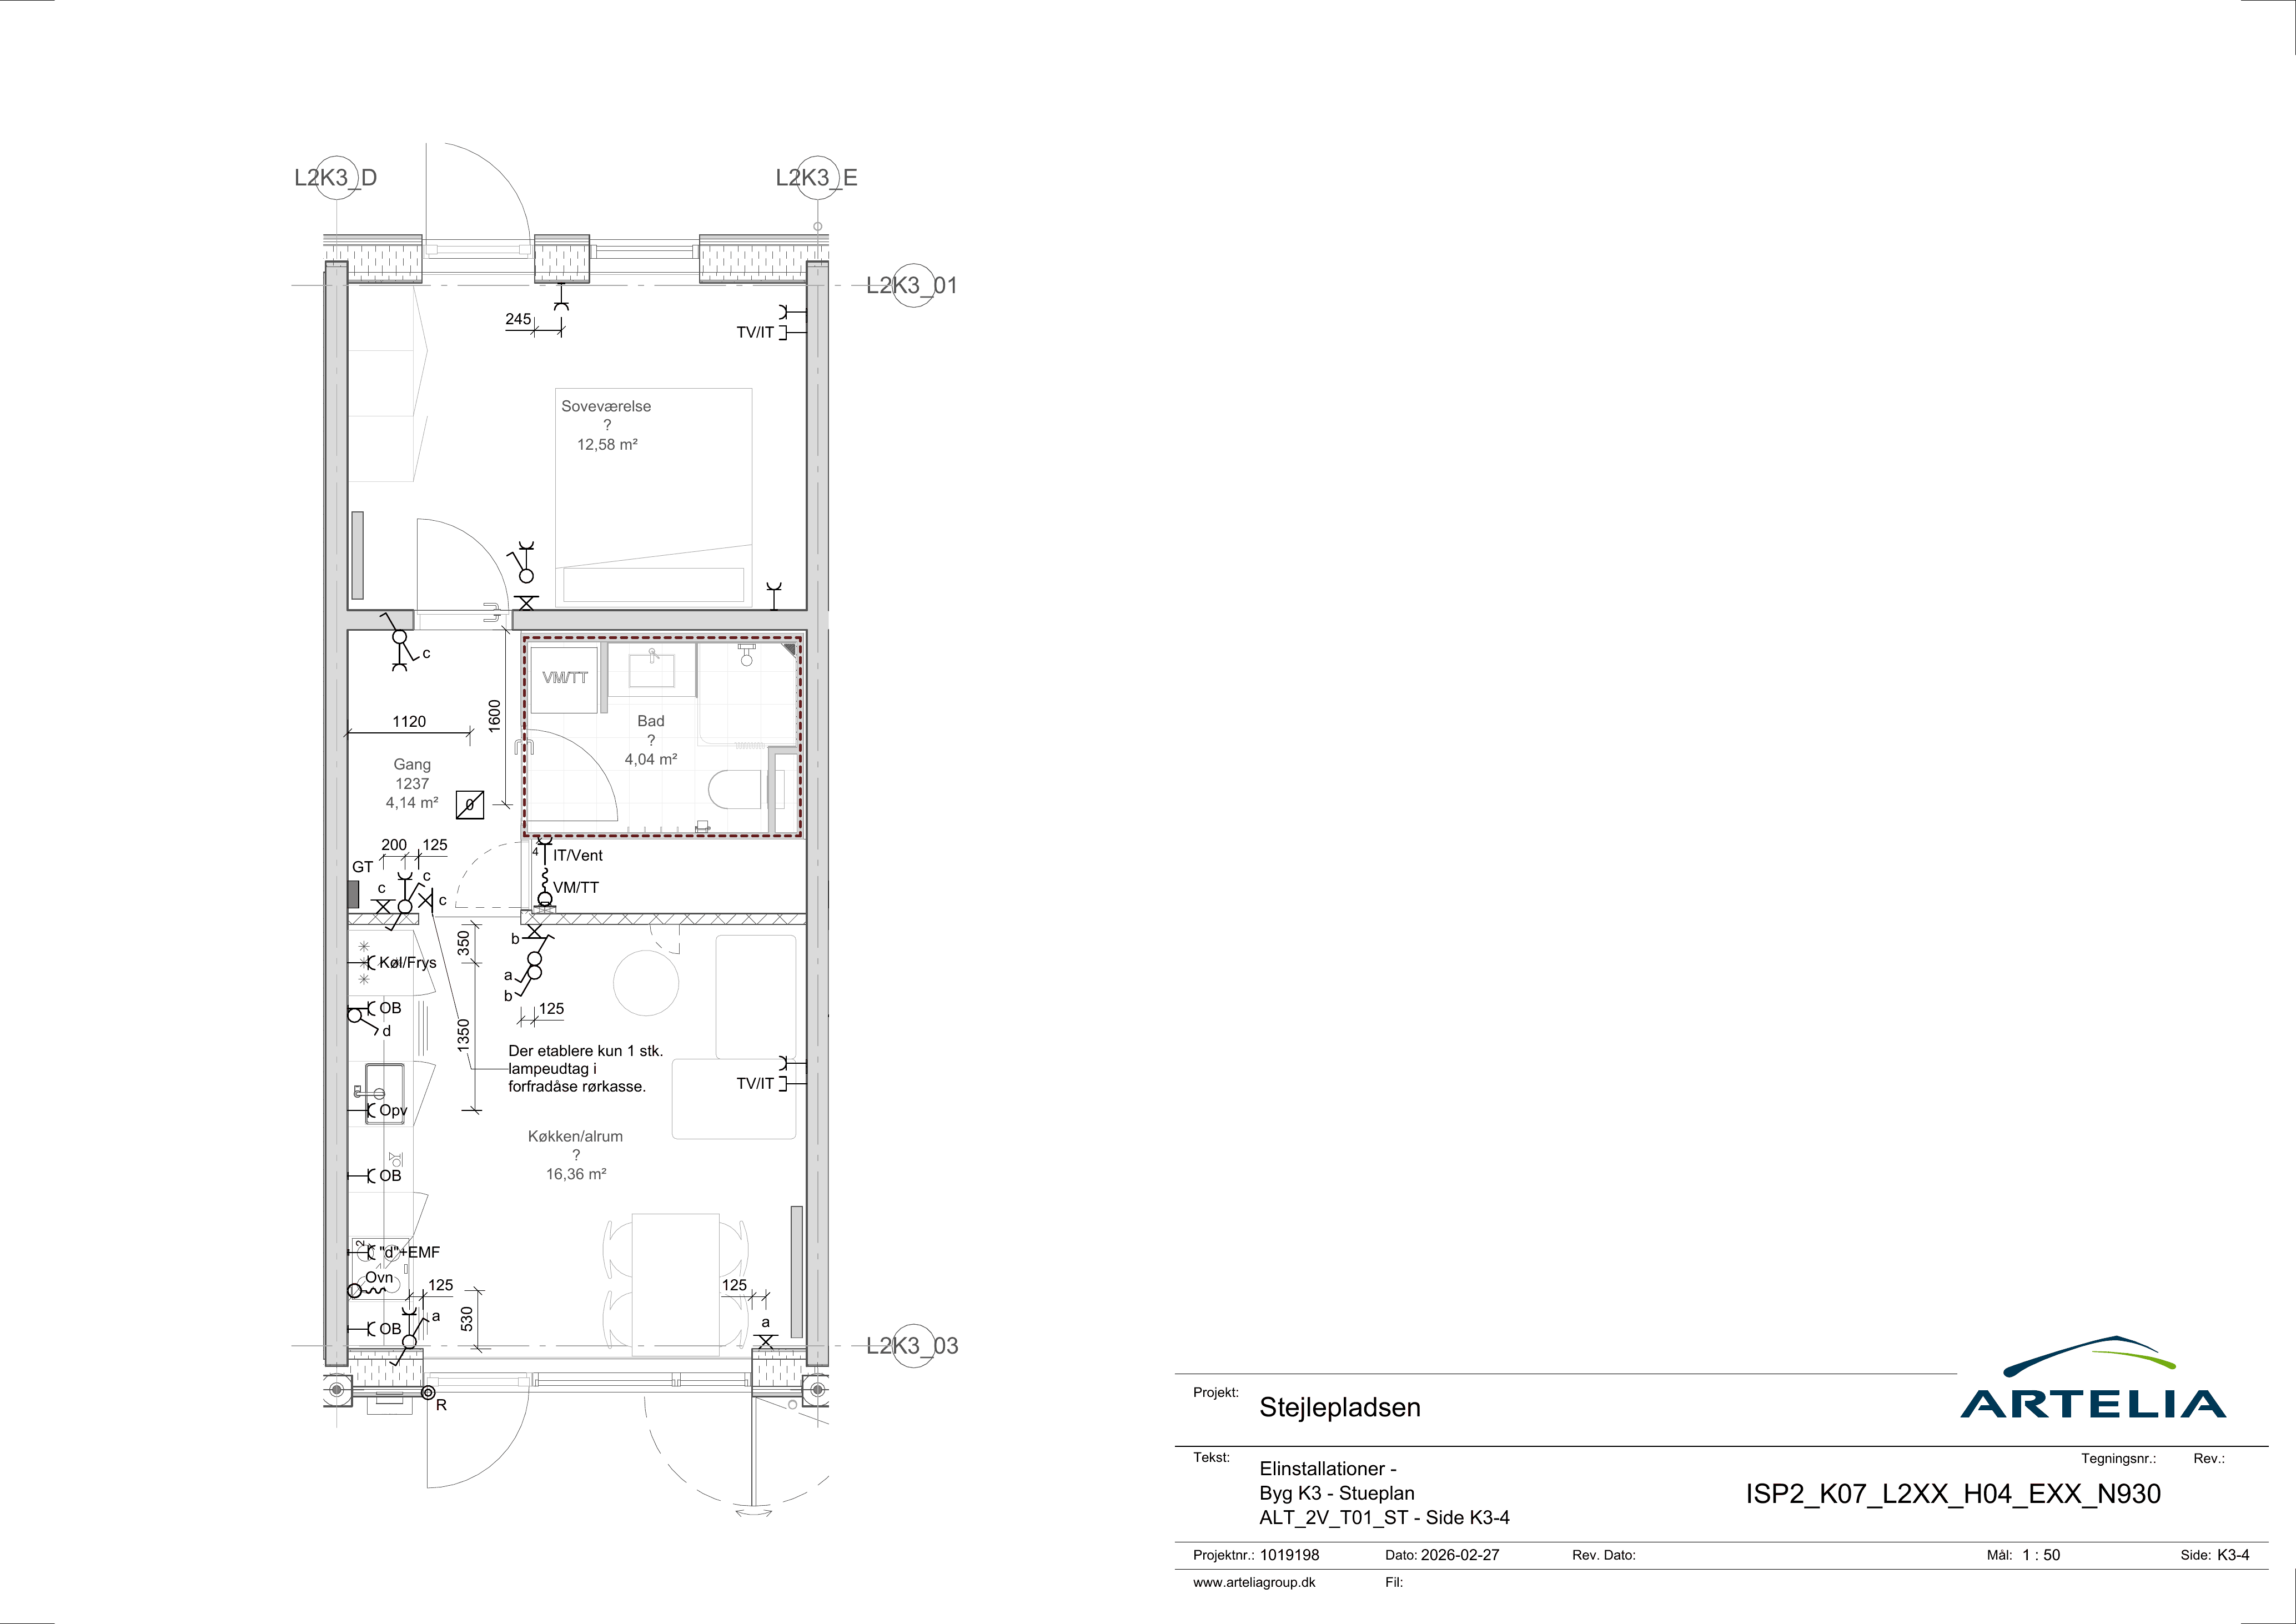 L2K3_D
L2K3_E
L2K3_01
245
TV/IT
Soveværelse
?
12,58 m²
c
VM/TT
1600
1120
Bad
?
4,04 m²
Gang
1237
4,14 m²
0
200
125
GT
4
IT/Vent
VM/TT
c
c
c
350
b
Køl/Frys
a
b
OB
125
d
1350
Der etablere kun 1 stk.
lampeudtag i
forfradåse rørkasse.
TV/IT
Opv
Køkken/alrum
?
16,36 m²
OB
2
"d"+EMF
Ovn
125
125
530
a
a
OB
L2K3_03
R
Projekt:
Stejlepladsen
ARTELIA
Tekst:
Elinstallationer -
Byg K3 - Stueplan
ALT_2V_T01_ST - Side K3-4
Tegningsnr.:
Rev.:
ISP2_K07_L2XX_H04_EXX_N930
Projektnr.: 1019198
Dato: 2026-02-27
Rev. Dato:
Mål: 1 : 50
Side: K3-4
www.arteliagroup.dk
Fil: